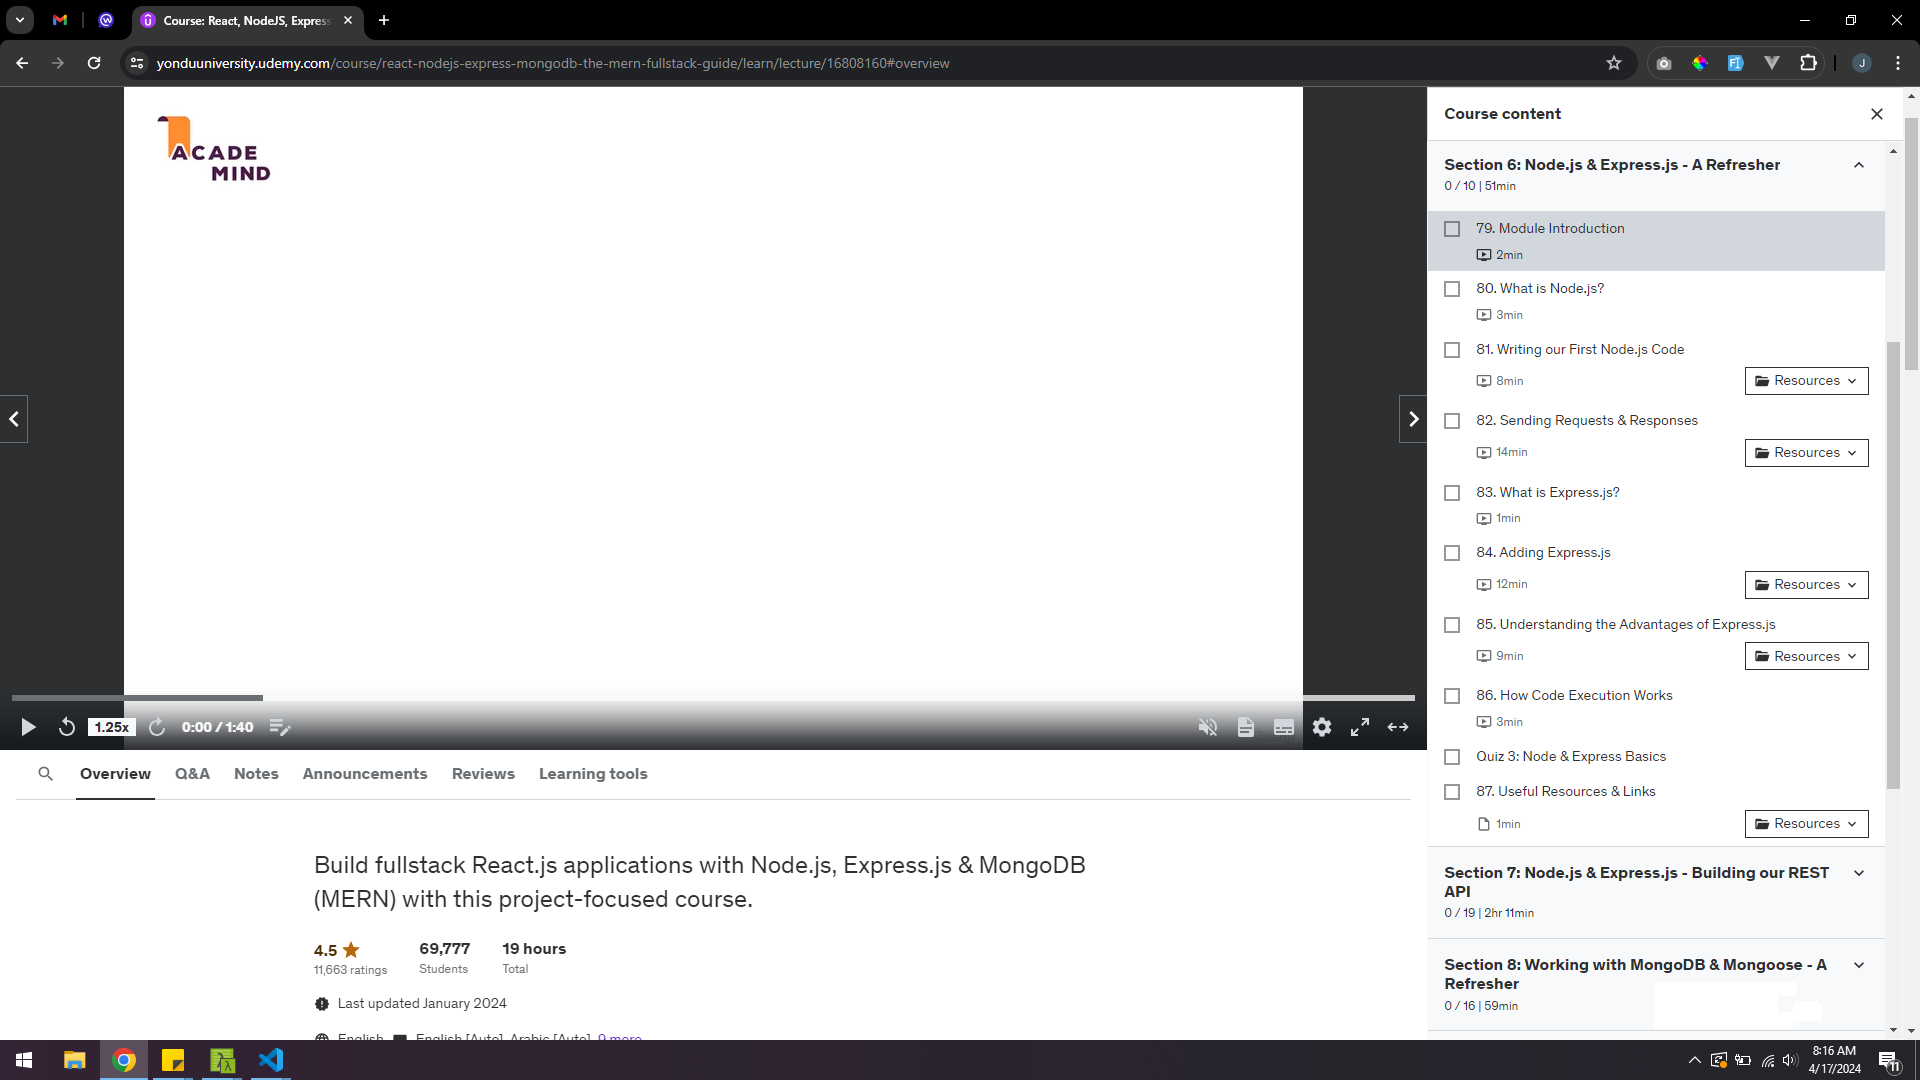 Course: React, NodeJS, Expres
yonduuniversity.udemy.com/course/react-nodejs-express-mongodb-the-mern-fullstack-guide/learn/lecture/16808160#overview
J
ACADE
MIND
1.25x
0:00 / 1:40
Overview
Q&A
Notes
Announcements
Reviews
Learning tools
Build fullstack React.js applications with Node.js, Express.js & MongoDB
(MERN) with this project-focused course.
4.5
69,777
19 hours
11,663 ratings
Students
Total
Last updated January 2024
English
English [Auto], Arabic [Auto], 9 more
Course content
Section 6: Node.js & Express.js - A Refresher
0 / 10 | 51min
79. Module Introduction
2min
80. What is Node.js?
3min
81. Writing our First Node.js Code
8min
Resources
82. Sending Requests & Responses
14min
Resources
83. What is Express.js?
1min
84. Adding Express.js
12min
Resources
85. Understanding the Advantages of Express.js
9min
Resources
86. How Code Execution Works
3min
Quiz 3: Node & Express Basics
87. Useful Resources & Links
1min
Resources
Section 7: Node.js & Express.js - Building our REST
API
0 / 19 | 2hr 11min
Section 8: Working with MongoDB & Mongoose - A
Refresher
0 / 16 | 59min
8:16 AM
4/17/2024
11